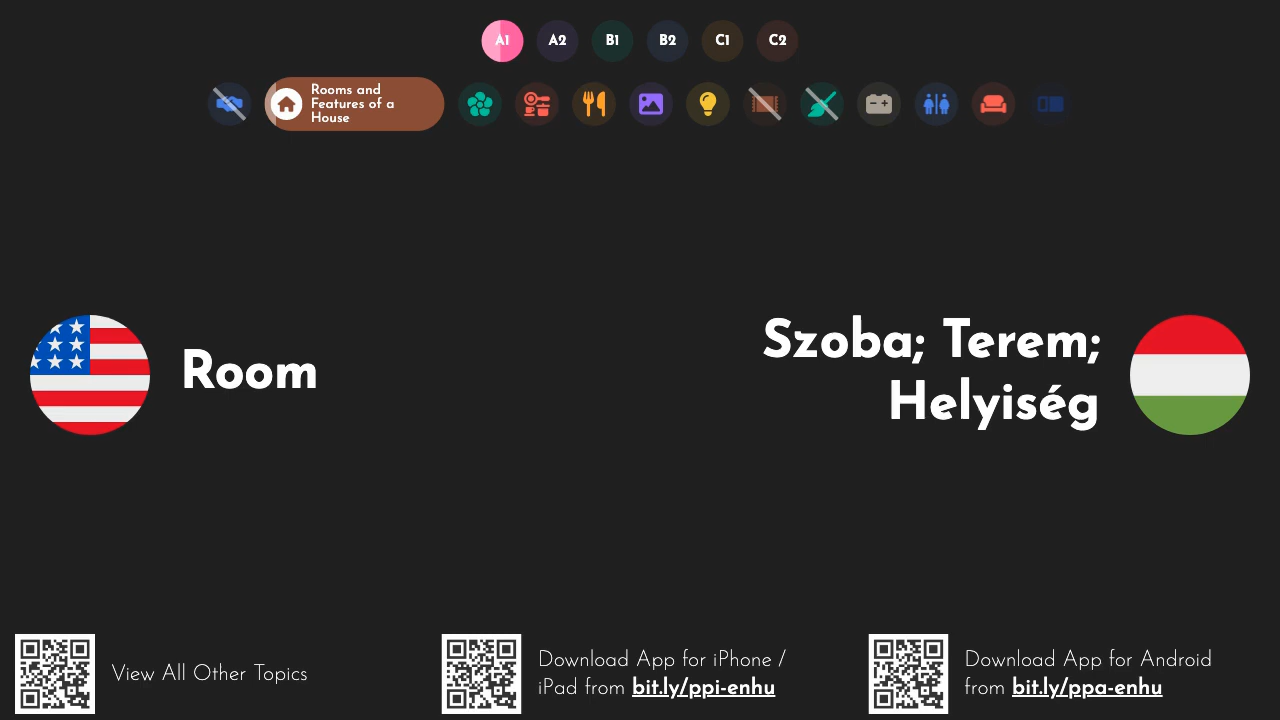 A1 A2 B1 B2 C1 C2
Rooms and
Features of a
House
Room
Szoba; Terem;
Helyiség
View All Other Topics
Download App for iPhone /
iPad from bit.ly/ppi-enhu
Download App for Android
from bit.ly/ppa-enhu